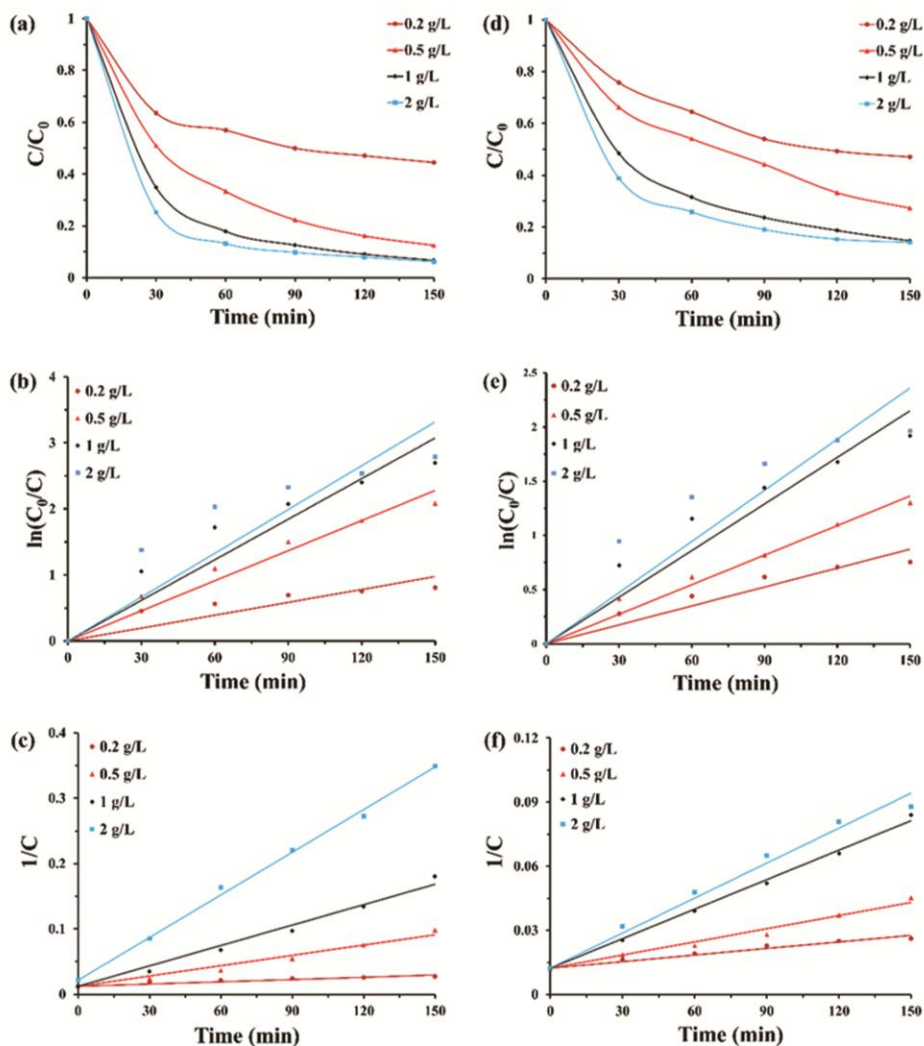 (a)
0.2 g/L
0.5 g/L
1 g/L
2 g/L
C/C0
1
0.8
0.6
0.4
0.2
0
0 30 60 90 120 150
Time (min)
(d)
0.2 g/L
0.5 g/L
1 g/L
2 g/L
C/C0
1
0.8
0.6
0.4
0.2
0
0 30 60 90 120 150
Time (min)
(b)
0.2 g/L
0.5 g/L
1 g/L
2 g/L
ln(C0/C)
4
3
2
1
0
0 30 60 90 120 150
Time (min)
(e)
0.2 g/L
0.5 g/L
1 g/L
2 g/L
ln(C0/C)
2.5
2
1.5
1
0.5
0
0 30 60 90 120 150
Time (min)
(c)
0.2 g/L
0.5 g/L
1 g/L
2 g/L
1/C
0.4
0.3
0.2
0.1
0
0 30 60 90 120 150
Time (min)
(f)
0.2 g/L
0.5 g/L
1 g/L
2 g/L
1/C
0.12
0.09
0.06
0.03
0
0 30 60 90 120 150
Time (min)